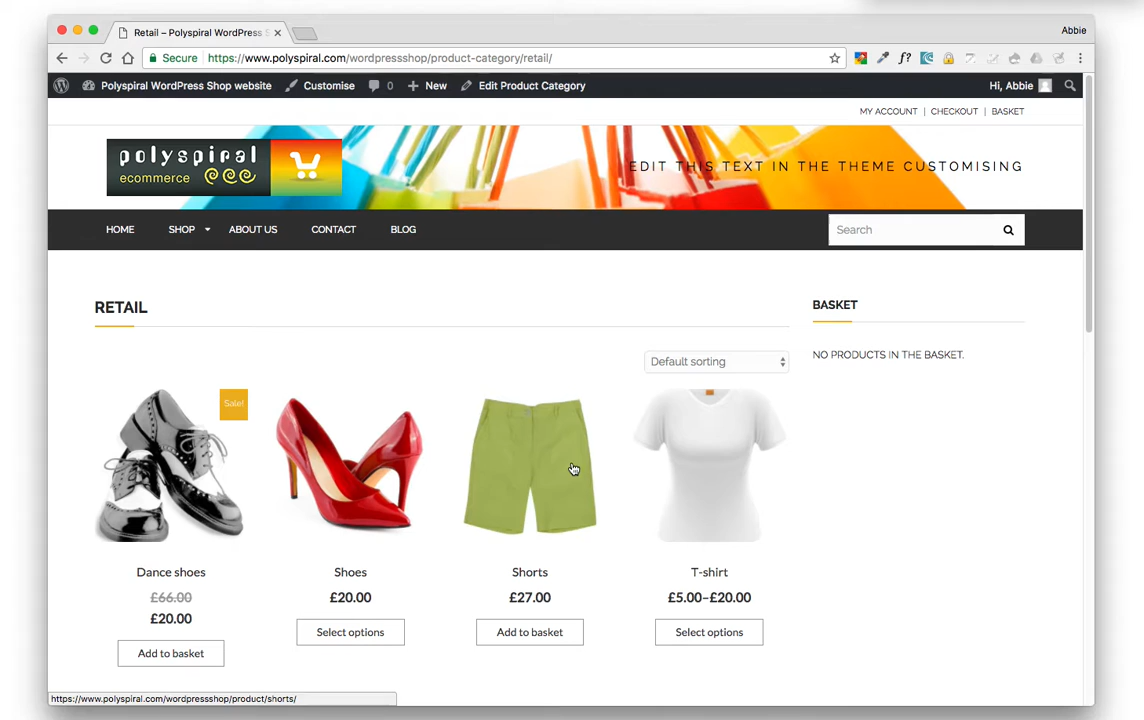 Retail – Polyspiral WordPress S
Abbie
Secure https://www.polyspiral.com/wordpressshop/product-category/retail/
f?
Polyspiral WordPress Shop website Customise 0 New Edit Product Category Hi, Abbie
MY ACCOUNT | CHECKOUT | BASKET
polyspiral
ecommerce
EDIT THIS TEXT IN THE THEME CUSTOMISING
HOME SHOP ABOUT US CONTACT BLOG Search
RETAIL
BASKET
Default sorting
NO PRODUCTS IN THE BASKET.
Sale!
Dance shoes Shoes Shorts T-shirt
£66.00 £20.00 £27.00 £5.00–£20.00
£20.00
Select options Add to basket Select options
Add to basket
https://www.polyspiral.com/wordpressshop/product/shorts/